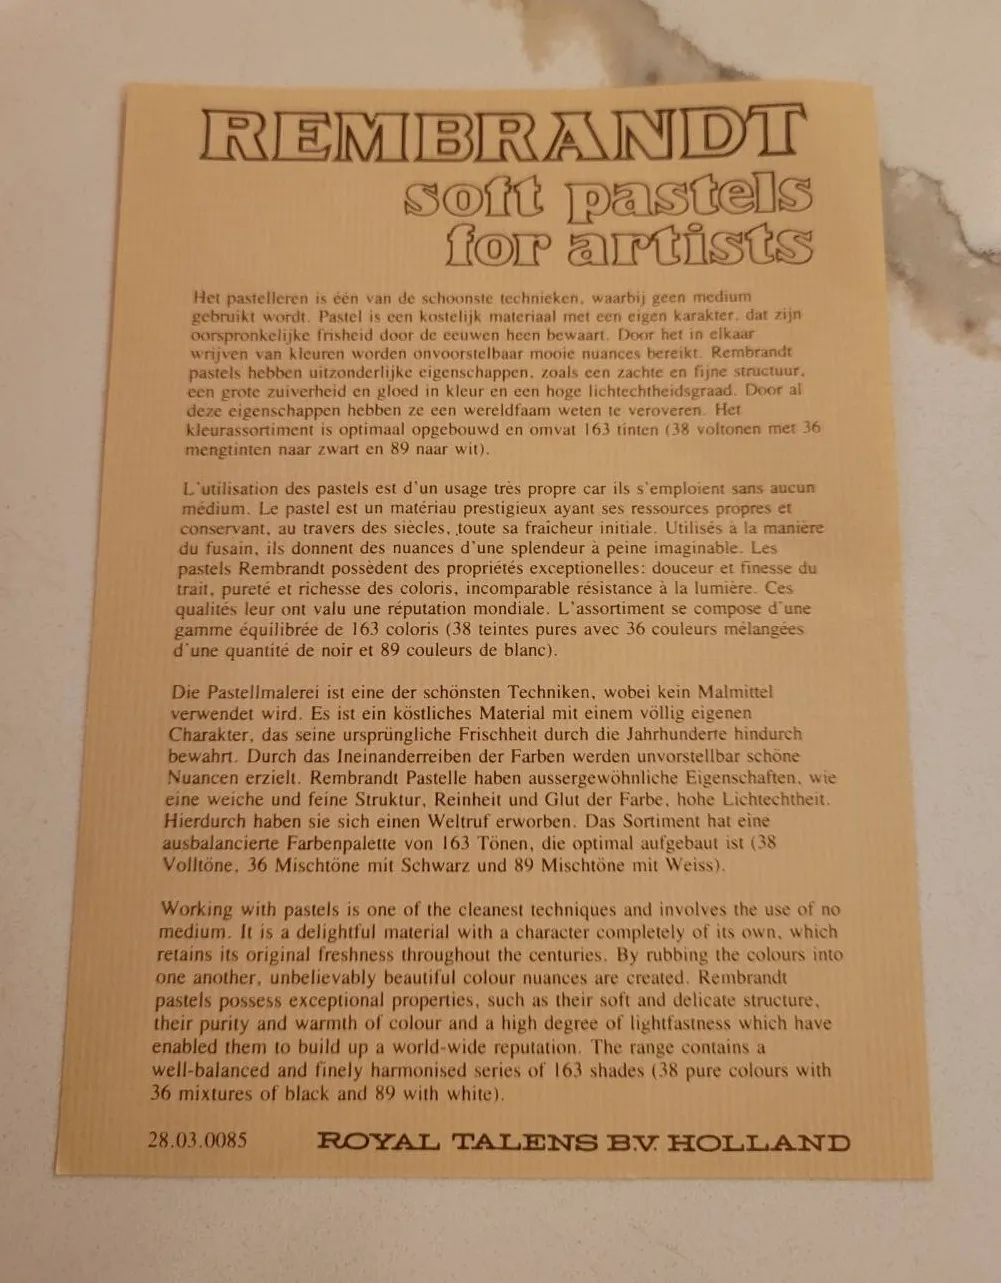 REMBRANDT
soft pastels
for artists
Het pastelleren is één van de schoonste technieken, waarbij geen medium
gebruikt wordt. Pastel is een kostelijk materiaal met een eigen karakter, dat zijn
oorspronkelijke frisheid door de eeuwen heen bewaart. Door het in elkaar
wrijven van kleuren worden onvoorstelbaar mooie nuances bereikt. Rembrandt
pastels hebben uitzonderlijke eigenschappen, zoals een zachte en fijne structuur,
een grote zuiverheid en gloed in kleur en een hoge lichtechtheidsgraad. Door al
deze eigenschappen hebben ze een wereldfaam weten te veroveren. Het
kleurassortiment is optimaal opgebouwd en omvat 163 tinten (38 voltonen met 36
mengtinten naar zwart en 89 naar wit).
L'utilisation des pastels est d'un usage très propre car ils s'emploient sans aucun
médium. Le pastel est un matériau prestigieux ayant ses ressources propres et
conservant, au travers des siècles, toute sa fraîcheur initiale. Utilisés à la manière
du fusain, ils donnent des nuances d'une splendeur à peine imaginable. Les
pastels Rembrandt possèdent des propriétés exceptionelles: douceur et finesse du
trait, pureté et richesse des coloris, incomparable résistance à la lumière. Ces
qualités leur ont valu une réputation mondiale. L'assortiment se compose d'une
gamme équilibrée de 163 coloris (38 teintes pures avec 36 couleurs mélangées
d'une quantité de noir et 89 couleurs de blanc).
Die Pastellmalerei ist eine der schönsten Techniken, wobei kein Malmittel
verwendet wird. Es ist ein köstliches Material mit einem völlig eigenen
Charakter, das seine ursprüngliche Frischheit durch die Jahrhunderte hindurch
bewahrt. Durch das Ineinanderreiben der Farben werden unvorstellbar schöne
Nuancen erzielt. Rembrandt Pastelle haben aussergewöhnliche Eigenschaften, wie
eine weiche und feine Struktur, Reinheit und Glut der Farbe, hohe Lichtechtheit.
Hierdurch haben sie sich einen Weltruf erworben. Das Sortiment hat eine
ausbalancierte Farbenpalette von 163 Tönen, die optimal aufgebaut ist (38
Volltöne, 36 Mischtöne mit Schwarz und 89 Mischtöne mit Weiss).
Working with pastels is one of the cleanest techniques and involves the use of no
medium. It is a delightful material with a character completely of its own, which
retains its original freshness throughout the centuries. By rubbing the colours into
one another, unbelievably beautiful colour nuances are created. Rembrandt
pastels possess exceptional properties, such as their soft and delicate structure,
their purity and warmth of colour and a high degree of lightfastness which have
enabled them to build up a world-wide reputation. The range contains a
well-balanced and finely harmonised series of 163 shades (38 pure colours with
36 mixtures of black and 89 with white).
28.03.0085 ROYAL TALENS B.V. HOLLAND